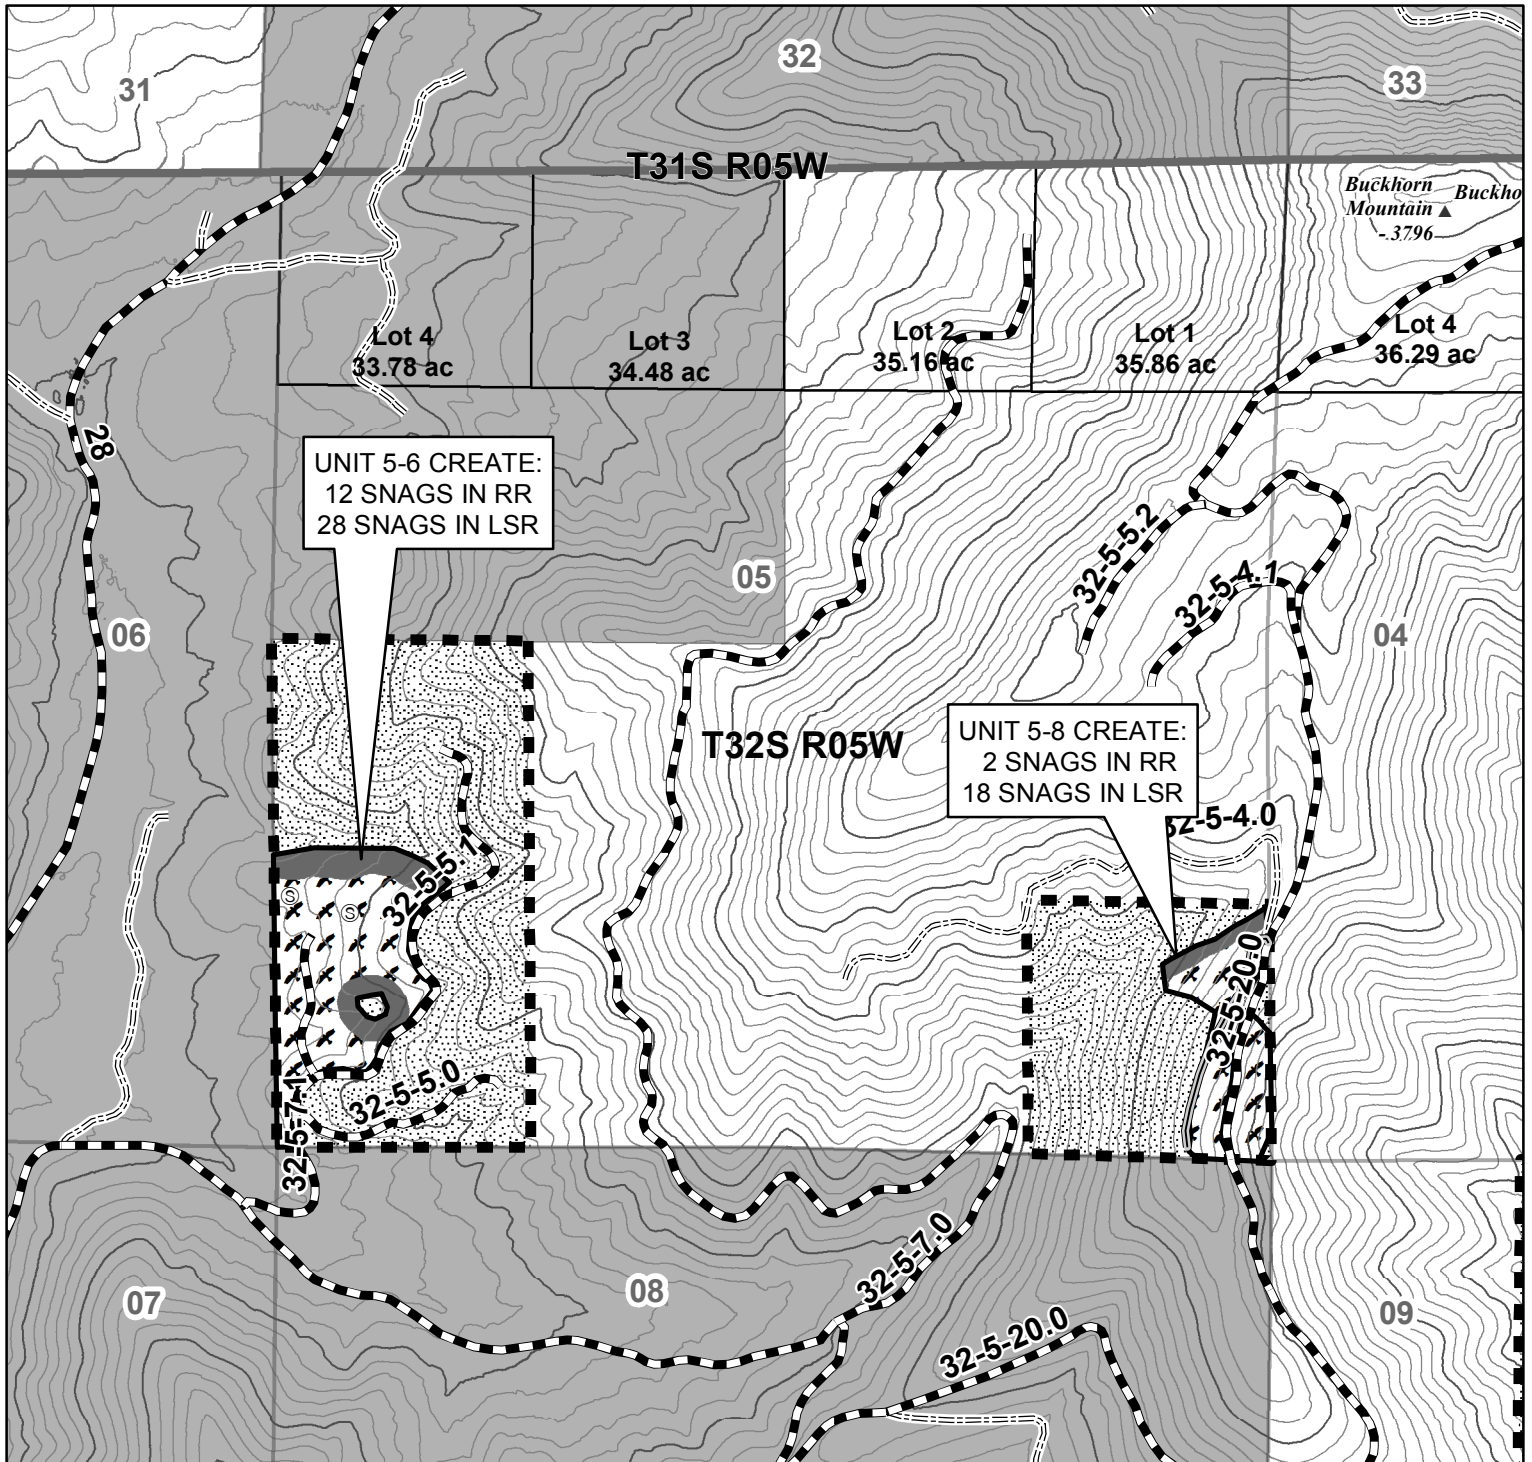 32
31
33
T31S R05W
Buckhorn
Mountain
- 3796
Buckho
Lot 4
33.78 ac
Lot 3
34.48 ac
Lot 2
35.16 ac
Lot 1
35.86 ac
Lot 4
36.29 ac
28
UNIT 5-6 CREATE:
12 SNAGS IN RR
28 SNAGS IN LSR
32-5-5.2
05
32-5-4.1
06
04
T32S R05W
UNIT 5-8 CREATE:
2 SNAGS IN RR
18 SNAGS IN LSR
32-5-4.0
32-5-5.1
S
S
32-5-20.0
32-5-5.0
32-5-7.1
32-5-7.0
08
07
09
32-5-20.0